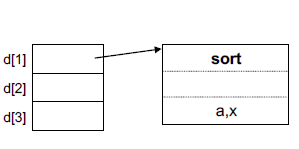 d[1]
sort
d[2]
d[3]
a,x